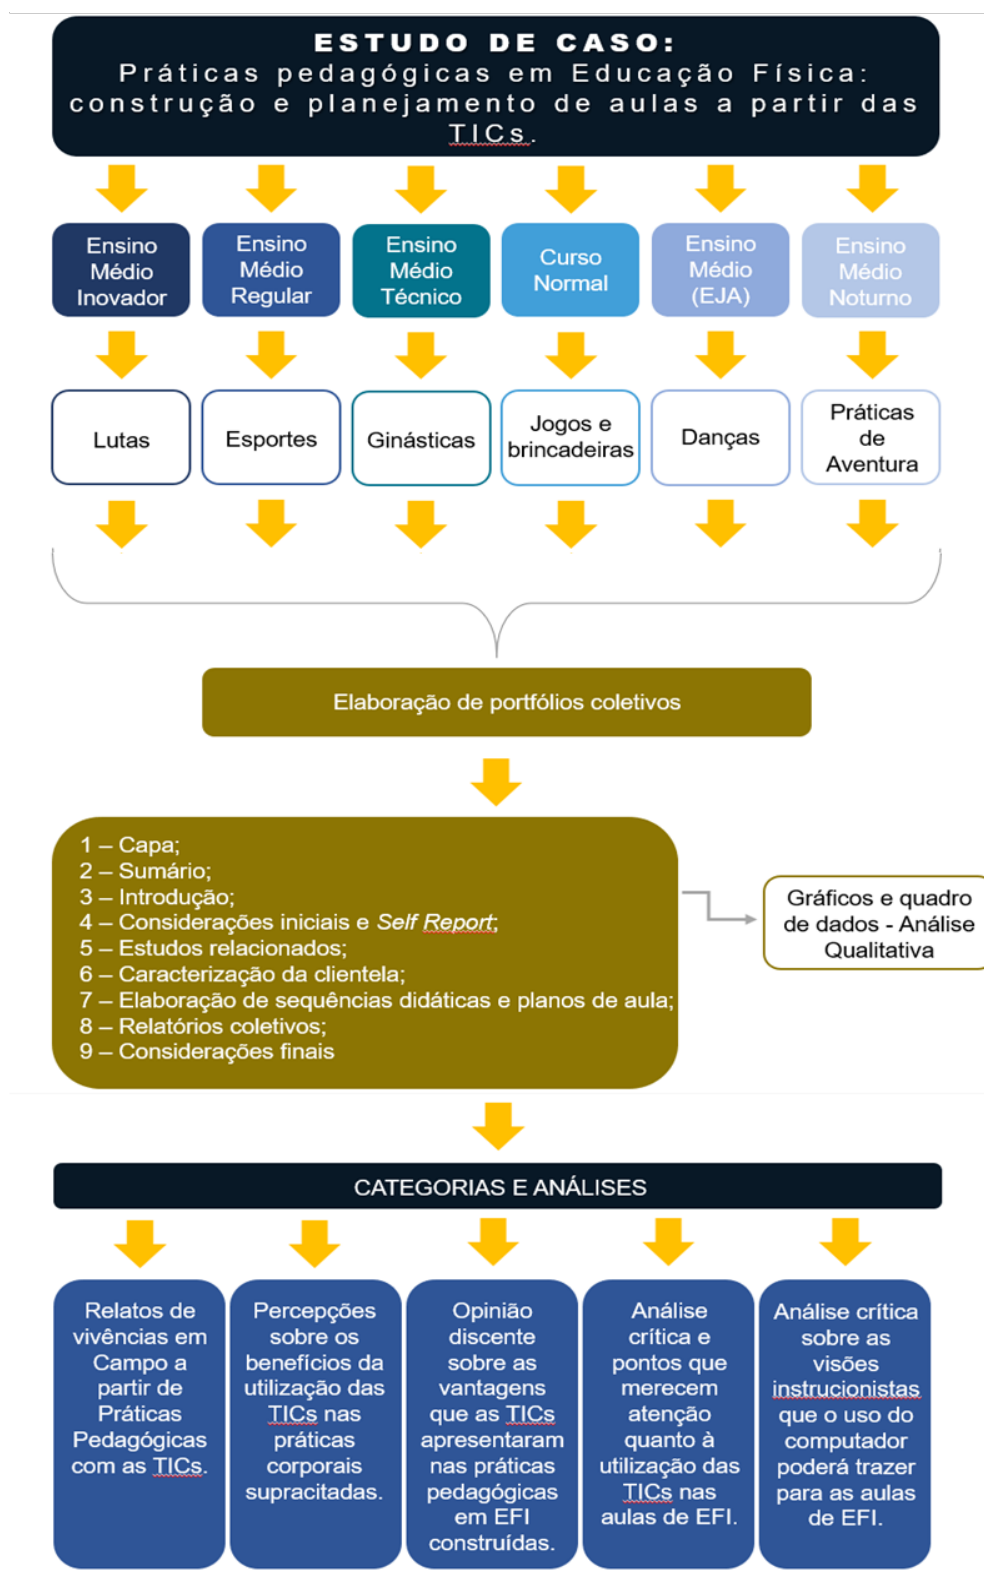 ESTUDO DE CASO:
Práticas pedagógicas em Educação Física:
construção e planejamento de aulas a partir das
TICs.
Ensino
Médio
Inovador
Ensino
Médio
Regular
Ensino
Médio
Técnico
Curso
Normal
Ensino
Médio
(EJA)
Ensino
Médio
Noturno
Lutas
Esportes
Ginásticas
Jogos e
brincadeiras
Danças
Práticas
de
Aventura
Elaboração de portfólios coletivos
1 – Capa;
2 – Sumário;
3 – Introdução;
4 – Considerações iniciais e Self Report;
5 – Estudos relacionados;
6 – Caracterização da clientela;
7 – Elaboração de sequências didáticas e planos de aula;
8 – Relatórios coletivos;
9 – Considerações finais
Gráficos e quadro
de dados - Análise
Qualitativa
CATEGORIAS E ANÁLISES
Relatos de
vivências em
Campo a
partir de
Práticas
Pedagógicas
com as TICs.
Percepções
sobre os
benefícios da
utilização das
TICs nas
práticas
corporais
supracitadas.
Opinião
discente
sobre as
vantagens
que as TICs
apresentaram
nas práticas
pedagógicas
em EFI
construídas.
Análise
crítica e
pontos que
merecem
atenção
quanto à
utilização das
TICs nas
aulas de EFI.
Análise crítica
sobre as
visões
instrucionistas
que o uso do
computador
poderá trazer
para as aulas
de EFI.